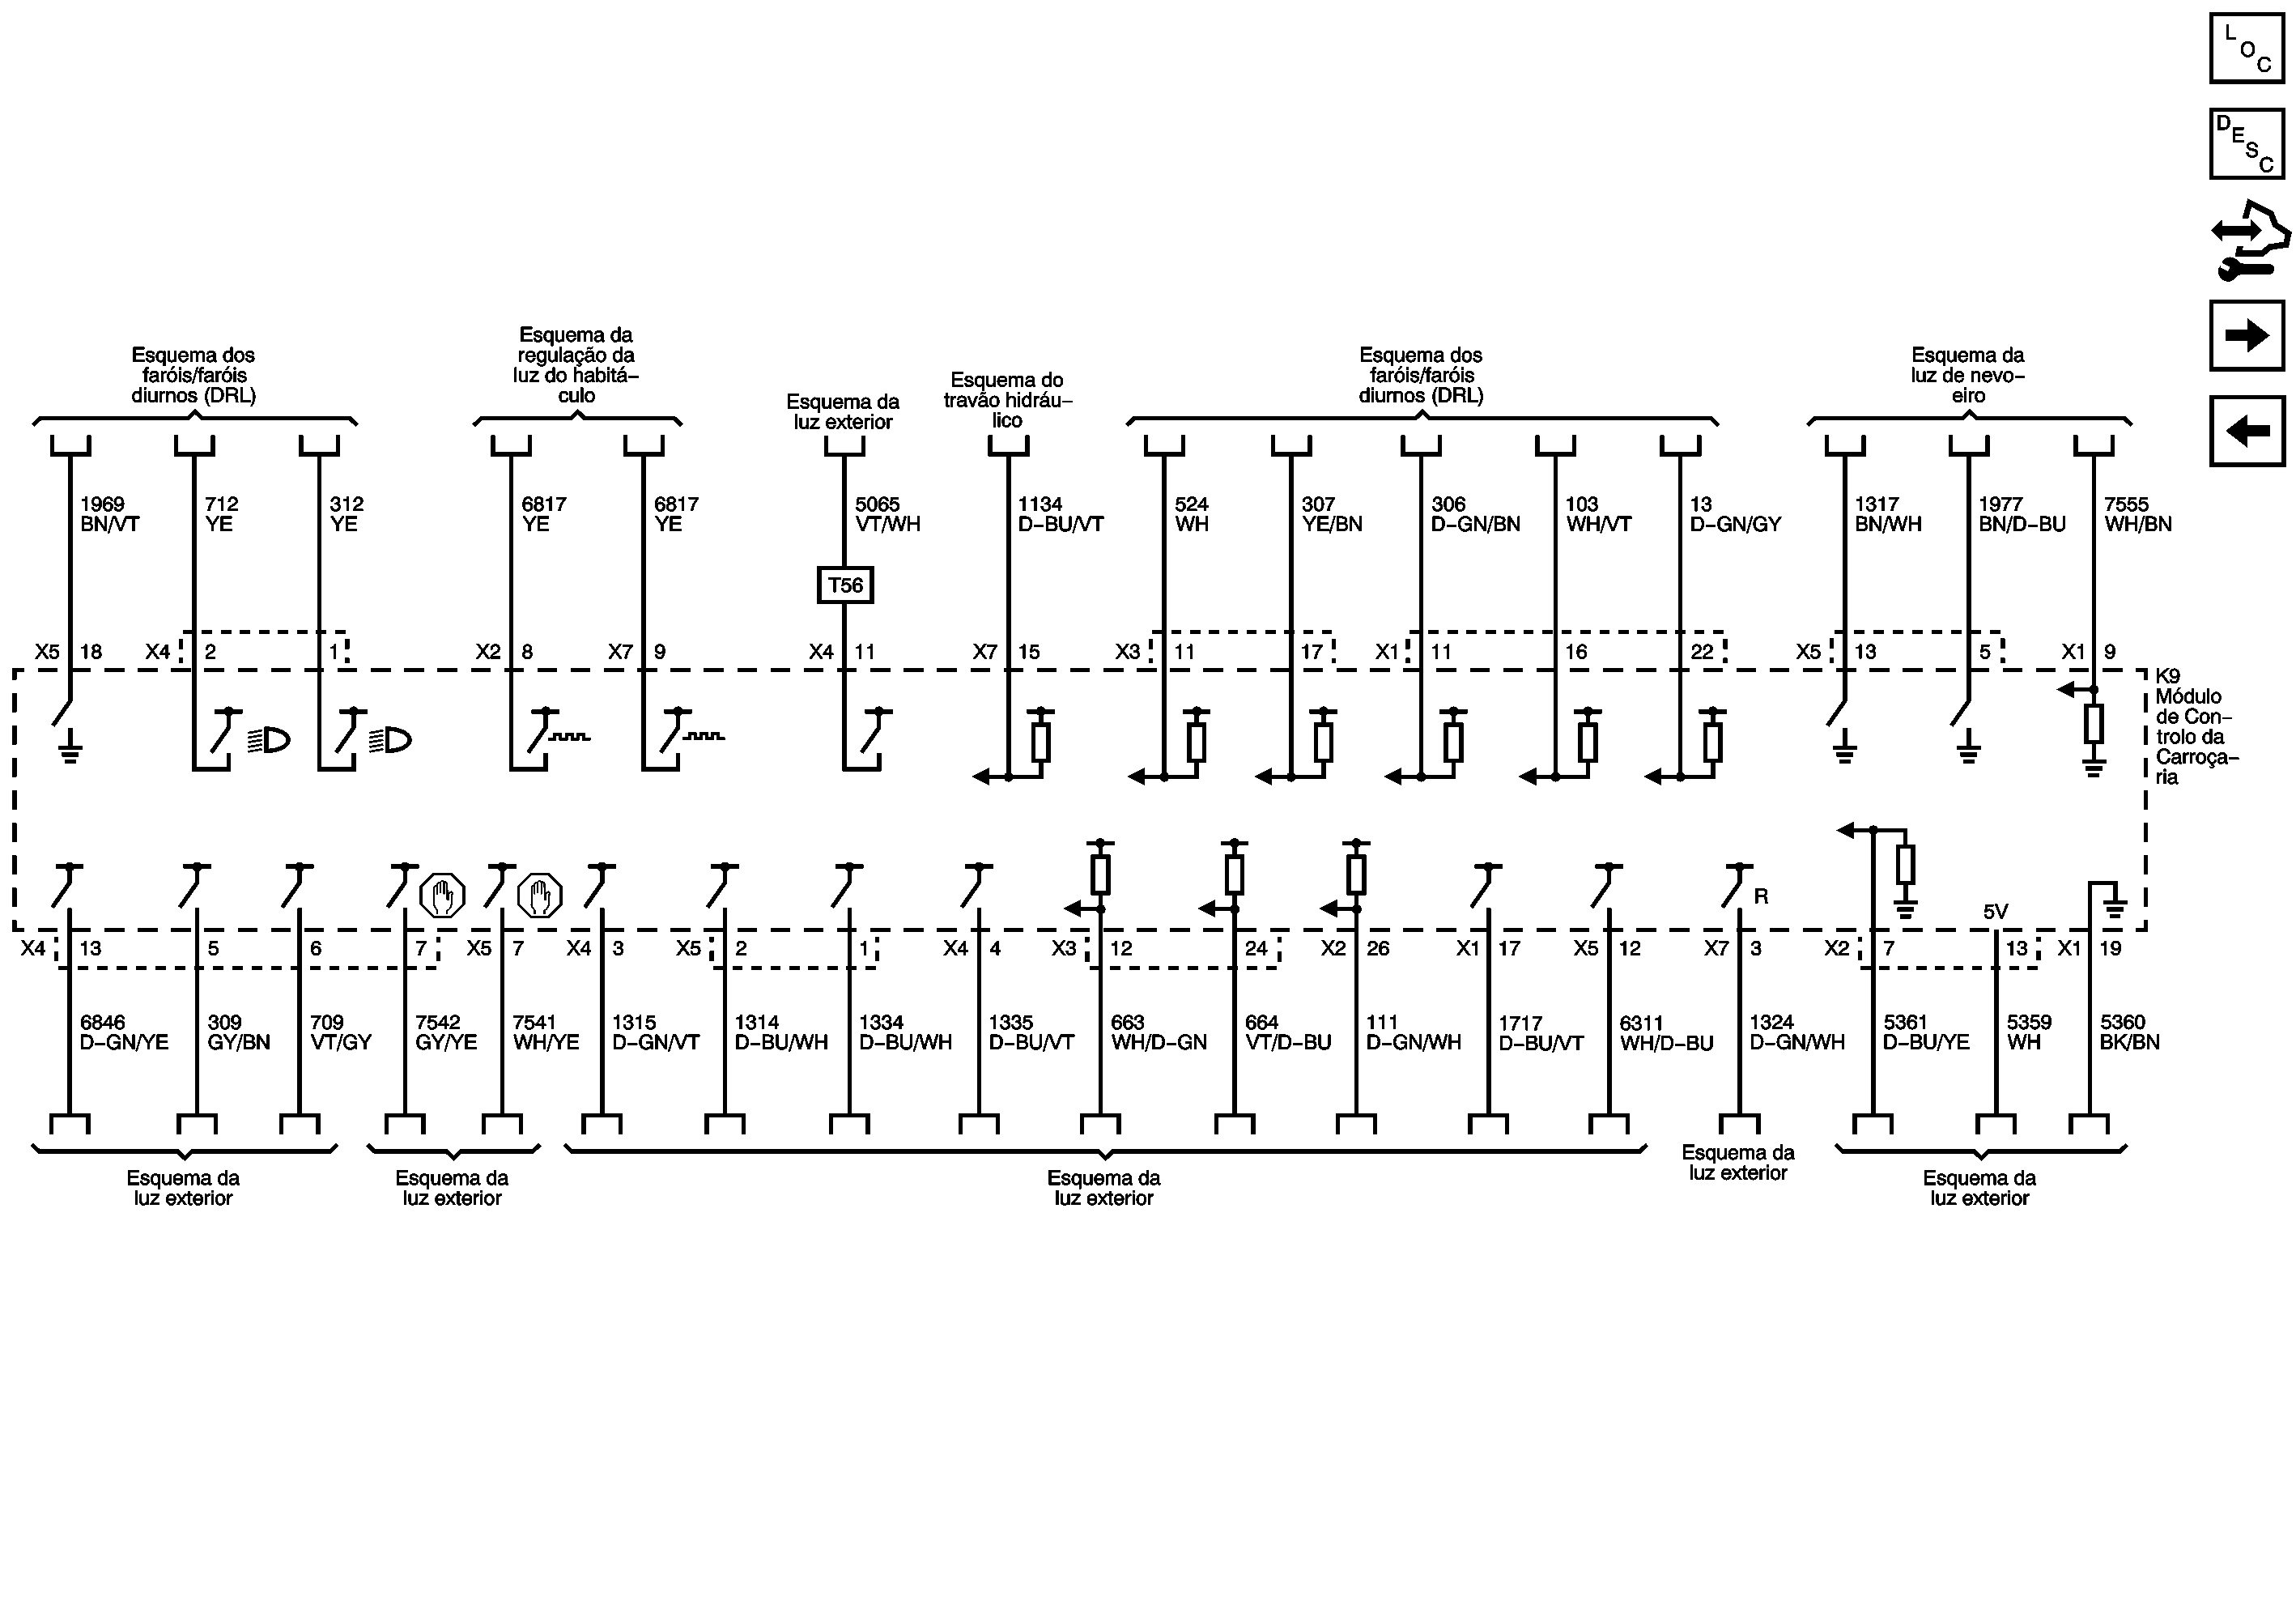 L
O
C
D
E
S
C
Esquema dos
faróis/faróis
diurnos (DRL)
Esquema da
regulação da
luz do habitá–
culo
Esquema da
luz exterior
Esquema do
travão hidráu–
lico
Esquema dos
faróis/faróis
diurnos (DRL)
Esquema da
luz de nevo–
eiro
1969
BN/VT
712
YE
312
YE
6817
YE
6817
YE
5065
VT/WH
1134
D–BU/VT
524
WH
307
YE/BN
306
D–GN/BN
103
WH/VT
13
D–GN/GY
1317
BN/WH
1977
BN/D–BU
7555
WH/BN
T56
X5 18 X4 2 1 X2 8 X7 9 X4 11 X7 15 X3 11 17 X1 11 16 22 X5 13 5 X1 9
K9
Módulo
de Con–
trolo da
Carroça–
ria
R
5V
X4 13 5 6 7 X5 7 X4 3 X5 2 1 X4 4 X3 12 24 X2 26 X1 17 X5 12 X7 3 X2 7 13 X1 19
6846
D–GN/YE
309
GY/BN
709
VT/GY
7542
GY/YE
7541
WH/YE
1315
D–GN/VT
1314
D–BU/WH
1334
D–BU/WH
1335
D–BU/VT
663
WH/D–GN
664
VT/D–BU
111
D–GN/WH
1717
D–BU/VT
6311
WH/D–BU
1324
D–GN/WH
5361
D–BU/YE
5359
WH
5360
BK/BN
Esquema da
luz exterior
Esquema da
luz exterior
Esquema da
luz exterior
Esquema da
luz exterior
Esquema da
luz exterior